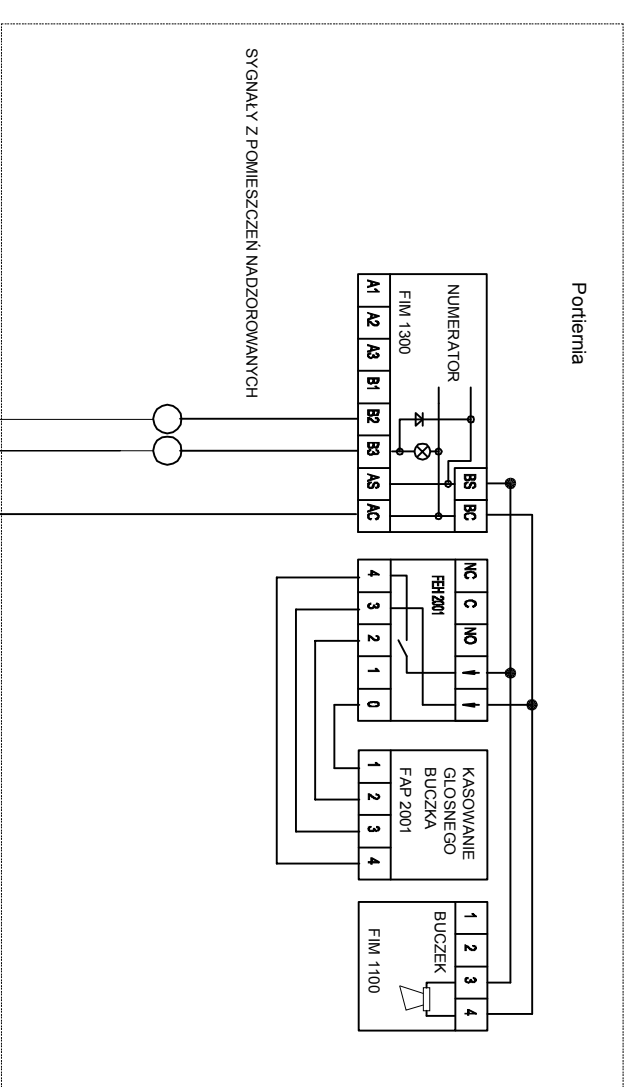 Portiernia
NUMERATOR
FIM 1300
BS BC
A1 A2 A3 B1 B2 B3 AS AC
NC C NO
FEH 2001
4 3 2 1 0
KASOWANIE
GLOSNEGO
BUCZKA
FAP 2001
1 2 3 4
1 2 3 4
BUCZEK
FIM 1100
SYGNAŁY Z POMIESZCZEŃ NADZOROWANYCH